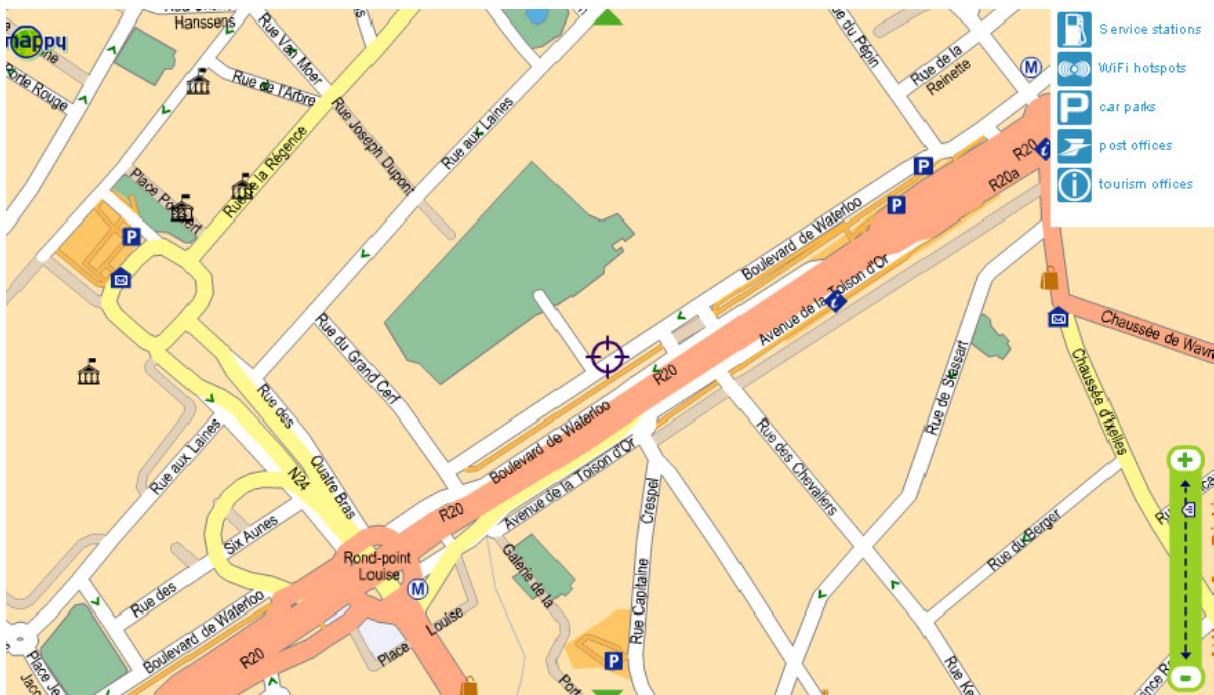 mappy
Hanssens
Porte Rouge
Rue Van Moer
Rue de l'Arbre
Rue Joseph Dupont
Rue aux Laines
Rue de la Régence
Place Poelaert
P
Rue du Pépin
Rue de la
Reinette
M
Service stations
WiFi hotspots
P
car parks
post offices
i
tourism offices
R20
i
R20a
P
P
Boulevard de Waterloo
Avenue de la Toison d'Or
i
Chaussée de Wavre
Chaussée d'Ixelles
Rue de Stassart
Rue du Grand Cerf
R20
Boulevard de Waterloo
Avenue de la Toison d'Or
Rue des
Quatre Bras
Rue aux Laines
N24
R20
Rue des Chevaliers
Rue du Berger
Rue Capitaine Crespel
Rue des Six Aunes
Rond-point
Louise
M
Galerie de la
Boulevard de Waterloo
R20
Place Louise
P
Port
Rue Ke
Place Je
Jacq